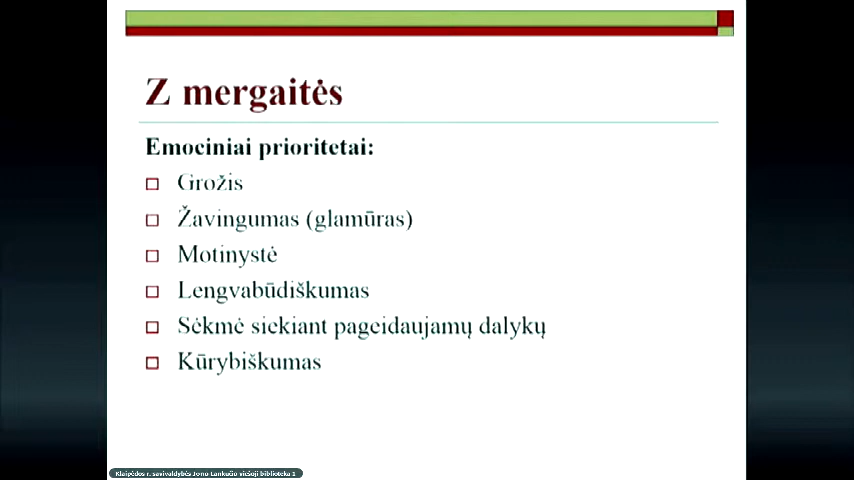 Z mergaitės
Emociniai prioritetai:
Grožis
Žavingumas (glamūras)
Motinystė
Lengvabūdiškumas
Sėkmė siekiant pageidaujamų dalykų
Kūrybiškumas
Klaipėdos r. savivaldybės Jono Lankučio viešoji biblioteka 1